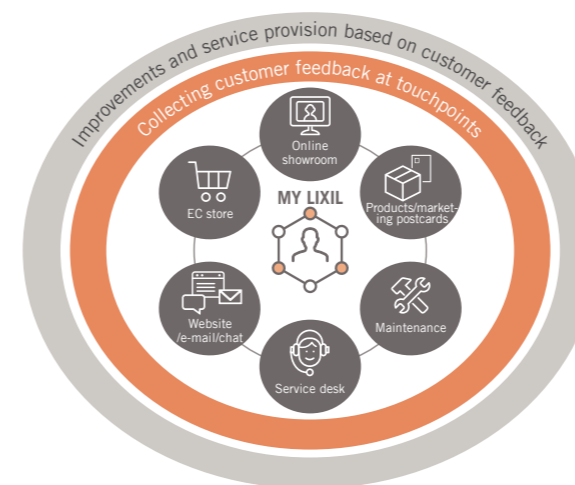 Improvements and service provision based on customer feedback
Collecting customer feedback at touchpoints
Online
showroom
EC store
MY LIXIL
Products/market-
ing postcards
Website
/e-mail/chat
Maintenance
Service desk